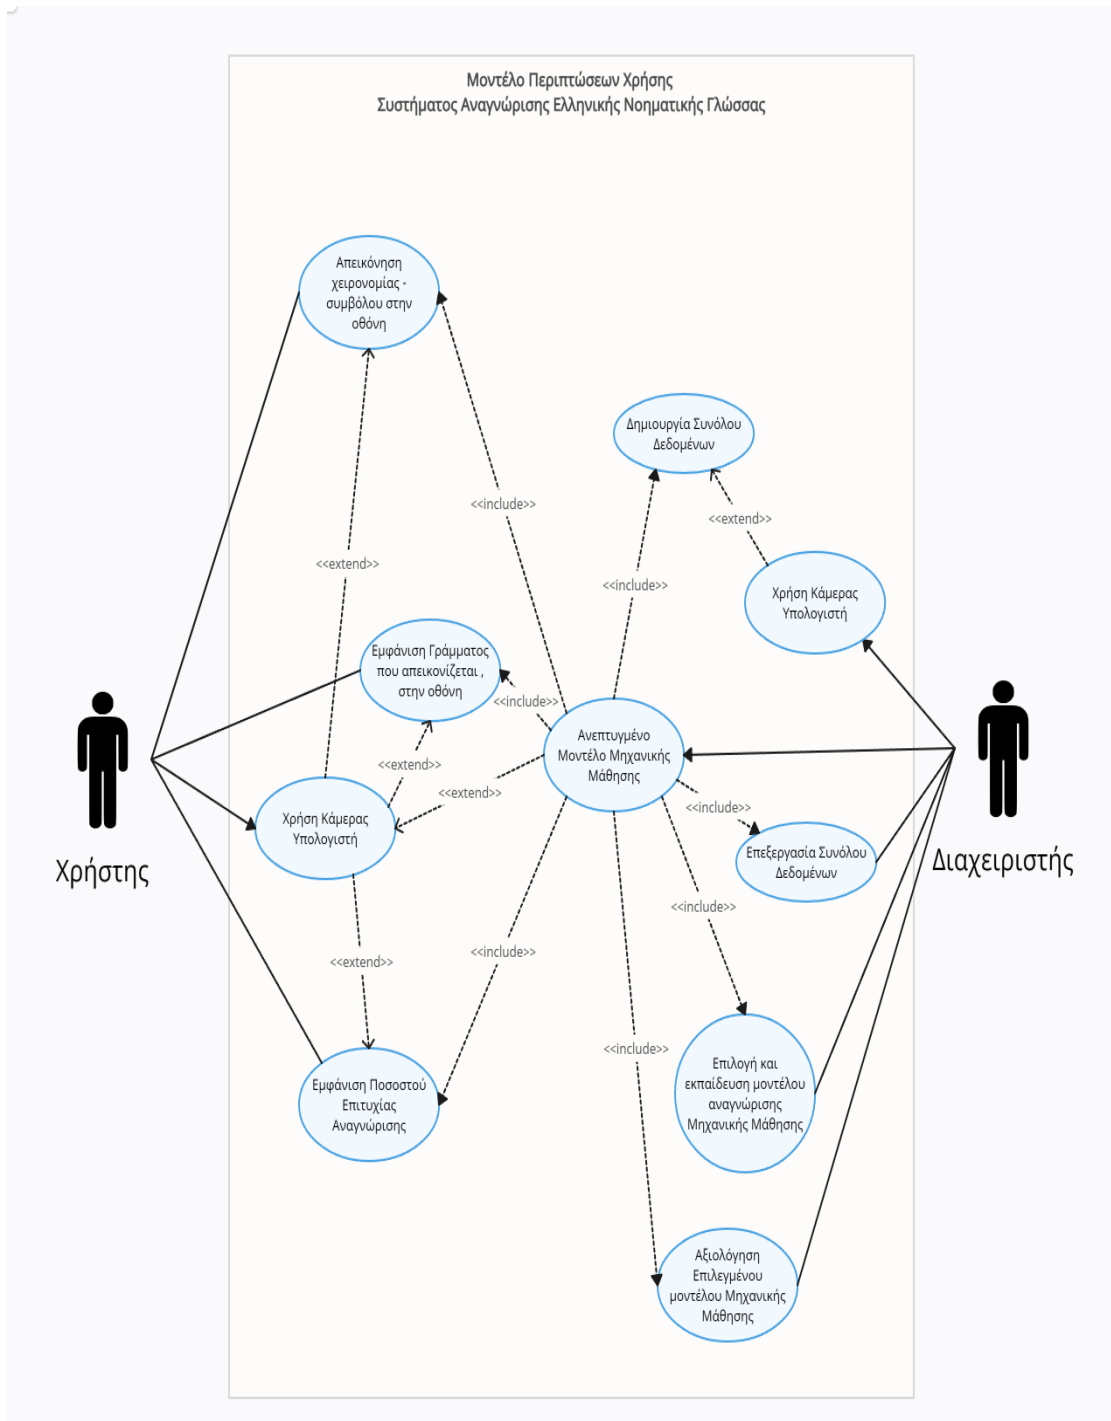 Μοντέλο Περιπτώσεων Χρήσης
Συστήματος Αναγνώρισης Ελληνικής Νοηματικής Γλώσσας
Απεικόνηση
χειρονομίας -
συμβόλου στην
οθόνη
Δημιουργία Συνόλου
Δεδομένων
<<include>>
<<extend>>
<<extend>>
<<include>>
Χρήση Κάμερας
Υπολογιστή
Εμφάνιση Γράμματος
που απεικονίζεται ,
στην οθόνη
<<include>>
Ανεπτυγμένο
Μοντέλο Μηχανικής
Μάθησης
<<extend>>
<<extend>>
<<include>>
Χρήση Κάμερας
Υπολογιστή
Χρήστης
Επεξεργασία Συνόλου
Δεδομένων
Διαχειριστής
<<include>>
<<extend>>
<<include>>
<<include>>
Εμφάνιση Ποσοστού
Επιτυχίας
Αναγνώρισης
Επιλογή και
εκπαίδευση μοντέλου
αναγνώρισης
Μηχανικής Μάθησης
Αξιολόγηση
Επιλεγμένου
μοντέλου Μηχανικής
Μάθησης